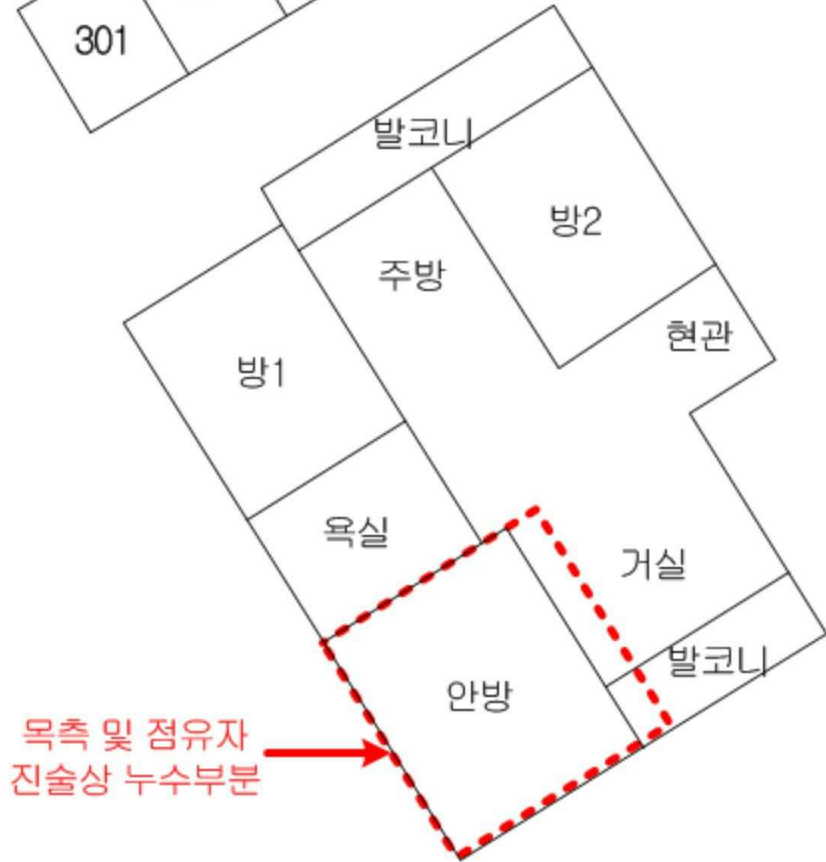 301
발코니
방2
주방
현관
방1
욕실
거실
발코니
안방
목측 및 점유자
진술상 누수부분